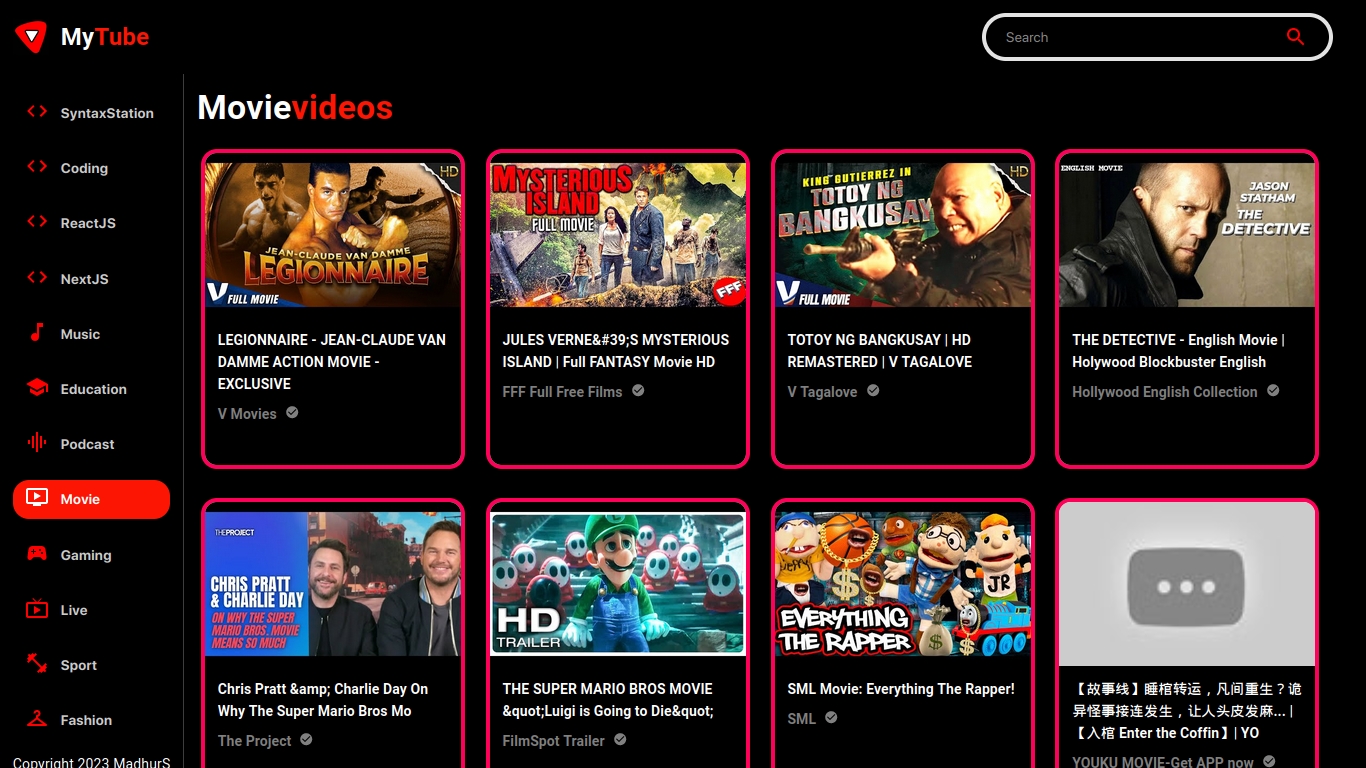 MyTube
Search
SyntaxStation
Coding
ReactJS
NextJS
Music
Education
Podcast
Movie
Gaming
Live
Sport
Fashion
Copyright 2023 MadhurS
Movievideos
HD
JEAN-CLAUDE VAN DAMME
LEGIONNAIRE
V FULL MOVIE
LEGIONNAIRE - JEAN-CLAUDE VAN
DAMME ACTION MOVIE -
EXCLUSIVE
V Movies
MYSTERIOUS
ISLAND
FULL MOVIE
FFF
JULES VERNE&#39;S MYSTERIOUS
ISLAND | Full FANTASY Movie HD
FFF Full Free Films
HD
KING GUTIERREZ IN
TOTOY NG
BANGKUSAY
V FULL MOVIE
TOTOY NG BANGKUSAY | HD
REMASTERED | V TAGALOVE
V Tagalove
ENGLISH MOVIE
JASON
STATHAM
THE
DETECTIVE
THE DETECTIVE - English Movie |
Holywood Blockbuster English
Hollywood English Collection
THEPROJECT
CHRIS PRATT
& CHARLIE DAY
ON WHY THE SUPER
MARIO BROS. MOVIE
MEANS SO MUCH
Chris Pratt &amp; Charlie Day On
Why The Super Mario Bros Mo
The Project
HD
TRAILER
THE SUPER MARIO BROS MOVIE
&quot;Luigi is Going to Die&quot;
FilmSpot Trailer
JR
EVERYTHING
THE RAPPER
SML Movie: Everything The Rapper!
SML
【故事线】睡棺转运，凡间重生？诡
异怪事接连发生，让人头皮发麻... |
【入棺 Enter the Coffin】| YO
YOUKU MOVIE-Get APP now